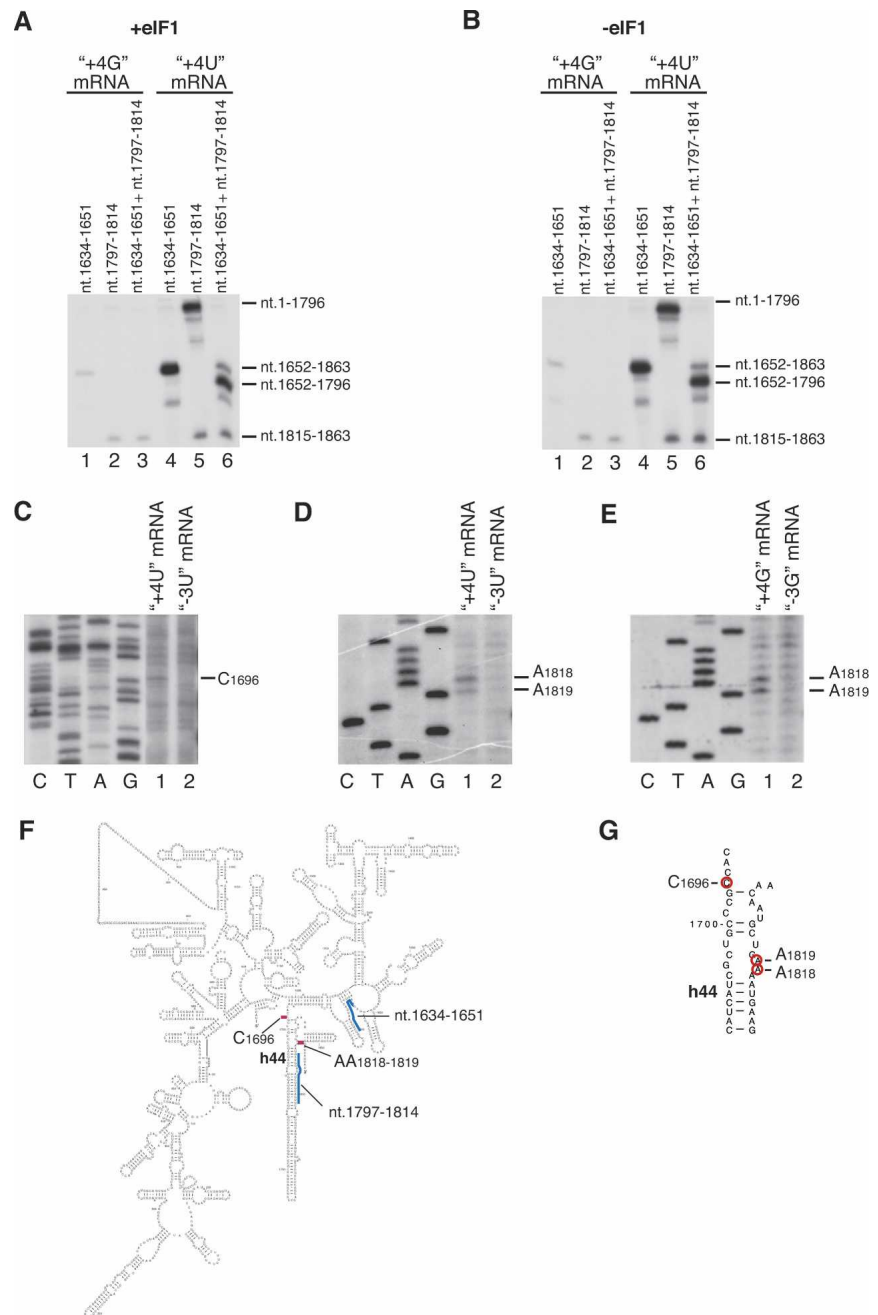 A
+eIF1
“+4G” mRNA
“+4U” mRNA
nt.1634-1651
nt.1797-1814
nt.1634-1651+ nt.1797-1814
nt.1634-1651
nt.1797-1814
nt.1634-1651+ nt.1797-1814
nt.1-1796
nt.1652-1863
nt.1652-1796
nt.1815-1863
1 2 3 4 5 6
B
-eIF1
“+4G” mRNA
“+4U” mRNA
nt.1634-1651
nt.1797-1814
nt.1634-1651+ nt.1797-1814
nt.1634-1651
nt.1797-1814
nt.1634-1651+ nt.1797-1814
nt.1-1796
nt.1652-1863
nt.1652-1796
nt.1815-1863
1 2 3 4 5 6
C
“+4U” mRNA
“-3U” mRNA
C1696
C T A G 1 2
D
“+4U” mRNA
“-3U” mRNA
A1818
A1819
C T A G 1 2
E
“+4G” mRNA
“-3G” mRNA
A1818
A1819
C T A G 1 2
F
nt.1634-1651
C1696
h44
AA1818-1819
nt.1797-1814
G
C1696
1700
A1819
A1818
h44